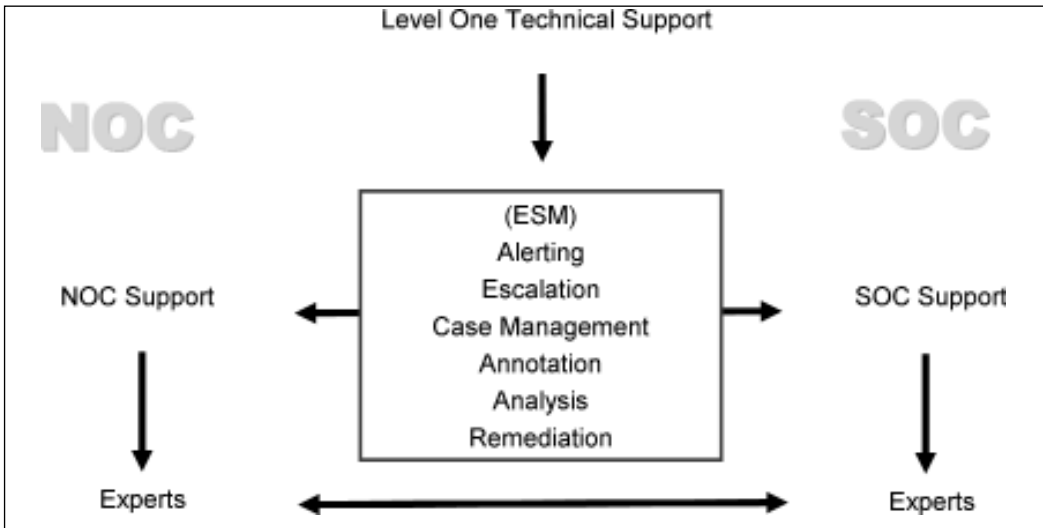 Level One Technical Support
NOC
SOC
(ESM)
Alerting
Escalation
Case Management
Annotation
Analysis
Remediation
NOC Support
SOC Support
Experts
Experts